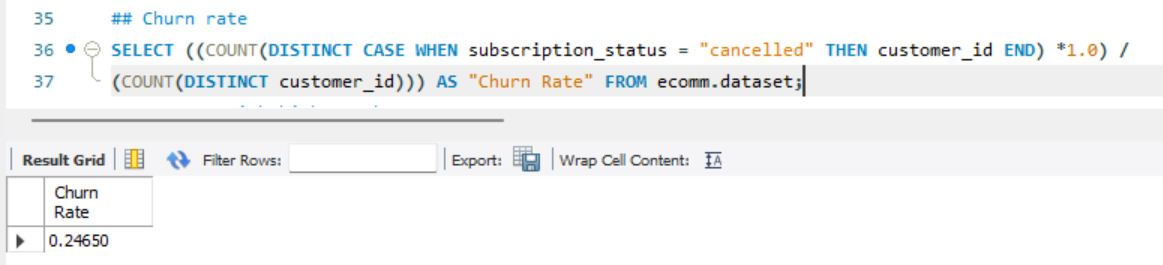 35 ## Churn rate
36 SELECT ((COUNT(DISTINCT CASE WHEN subscription_status = "cancelled" THEN customer_id END) *1.0) /
37 (COUNT(DISTINCT customer_id))) AS "Churn Rate" FROM ecomm.dataset;
Result Grid Filter Rows: Export: Wrap Cell Content: IA
Churn
Rate
0.24650